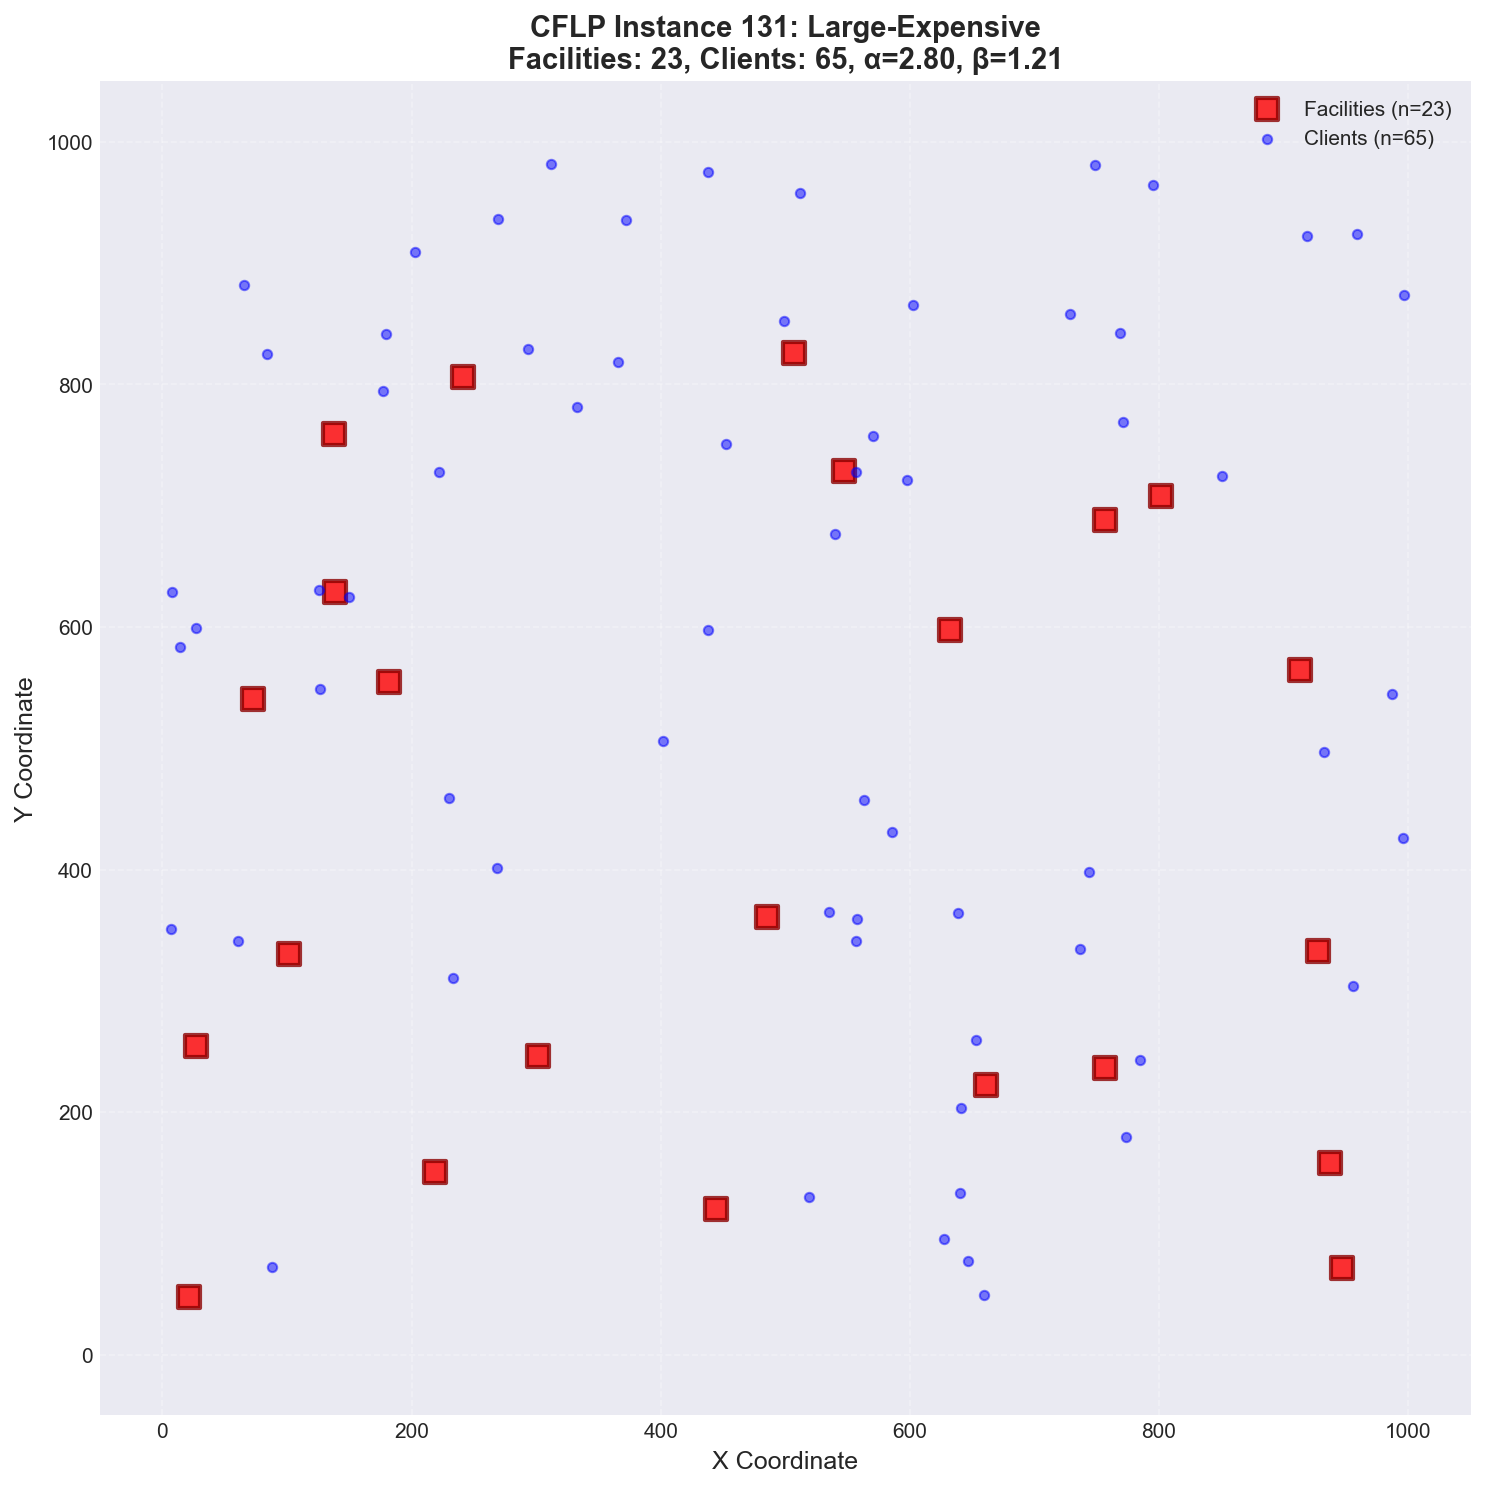 CFLP Instance 131: Large-Expensive
Facilities: 23, Clients: 65, α=2.80, β=1.21
Facilities (n=23)
Clients (n=65)
1000
800
600
400
200
0
Y Coordinate
0 200 400 600 800 1000
X Coordinate